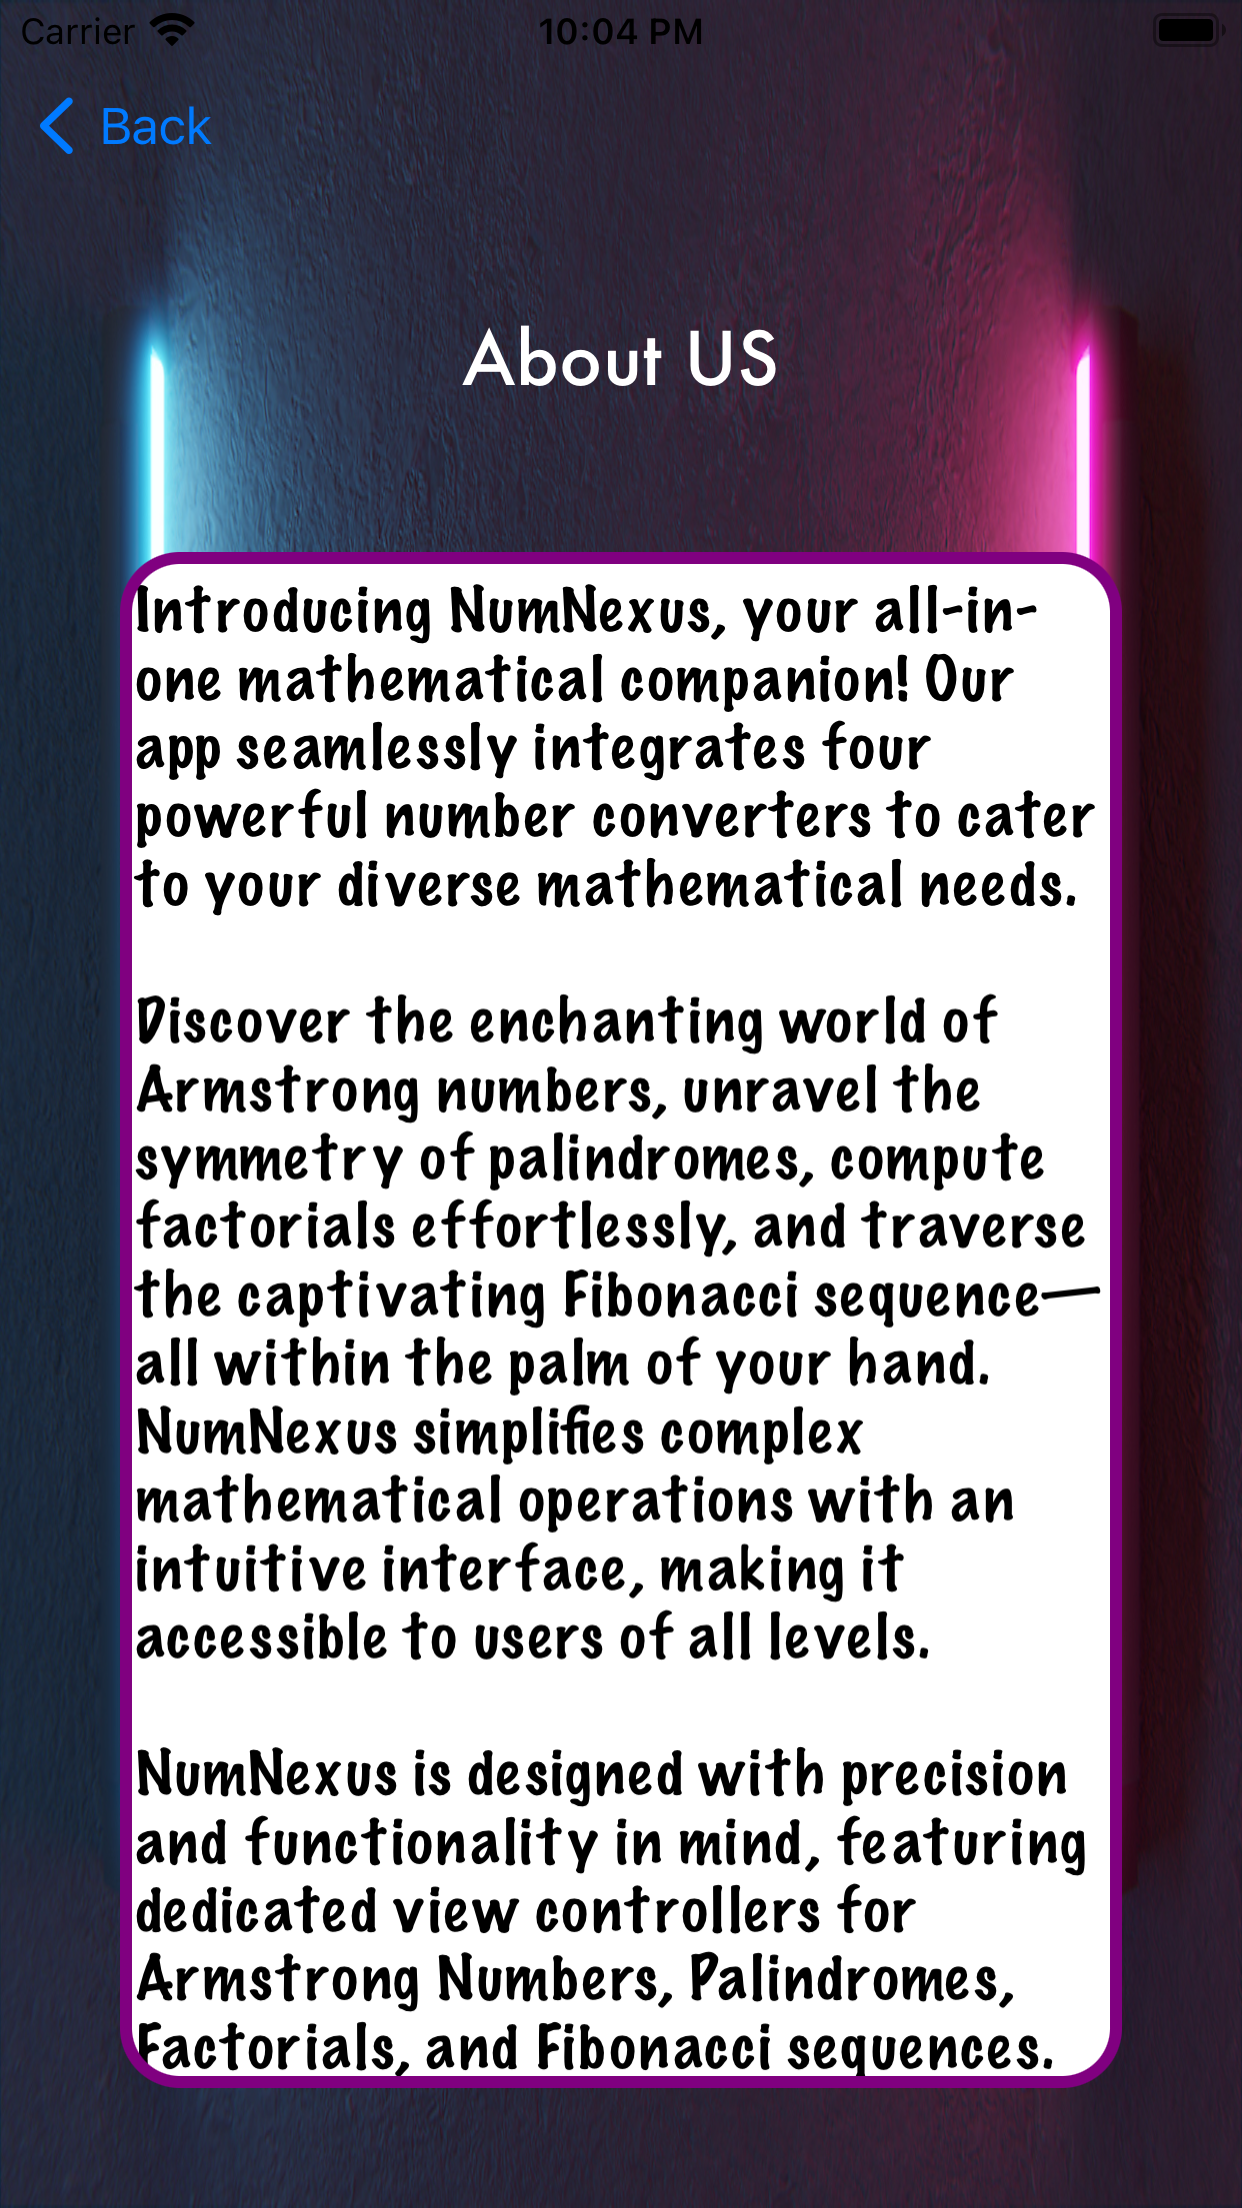 Carrier 10:04 PM
Back
About US
Introducing NumNexus, your all-in-
one mathematical companion! Our
app seamlessly integrates four
powerful number converters to cater
to your diverse mathematical needs.
Discover the enchanting world of
Armstrong numbers, unravel the
symmetry of palindromes, compute
factorials effortlessly, and traverse
the captivating Fibonacci sequence—
all within the palm of your hand.
NumNexus simplifies complex
mathematical operations with an
intuitive interface, making it
accessible to users of all levels.
NumNexus is designed with precision
and functionality in mind, featuring
dedicated view controllers for
Armstrong Numbers, Palindromes,
Factorials, and Fibonacci sequences.